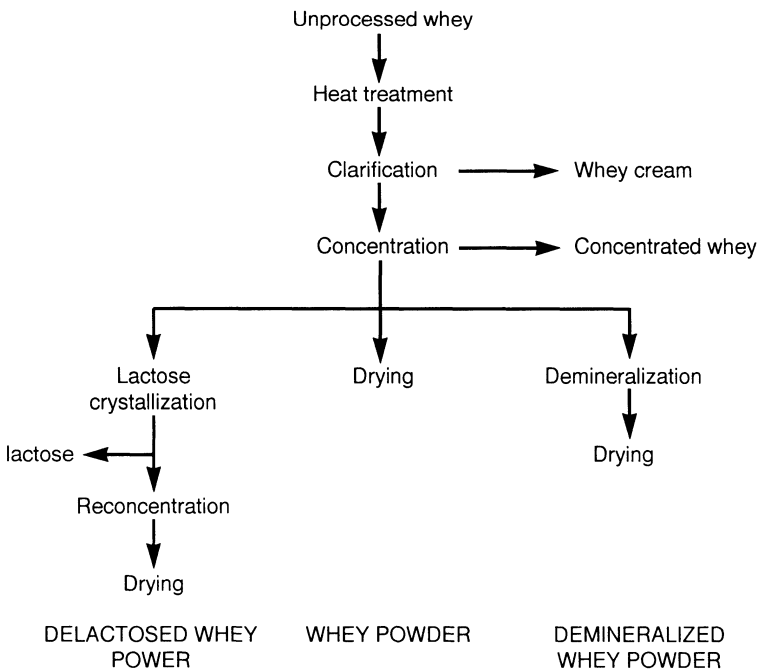 Unprocessed whey
Heat treatment
Clarification
Whey cream
Concentration
Concentrated whey
Lactose
crystallization
Drying
Demineralization
lactose
Drying
Reconcentration
Drying
DELACTOSED WHEY
POWER
WHEY POWDER
DEMINERALIZED
WHEY POWDER